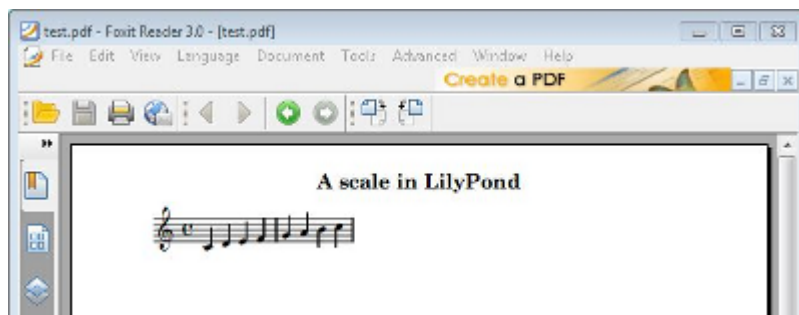 test.pdf - Foxit Reader 3.0 - [test.pdf]
File Edit View Language Document Tools Advanced Window Help
Create a PDF
A scale in LilyPond